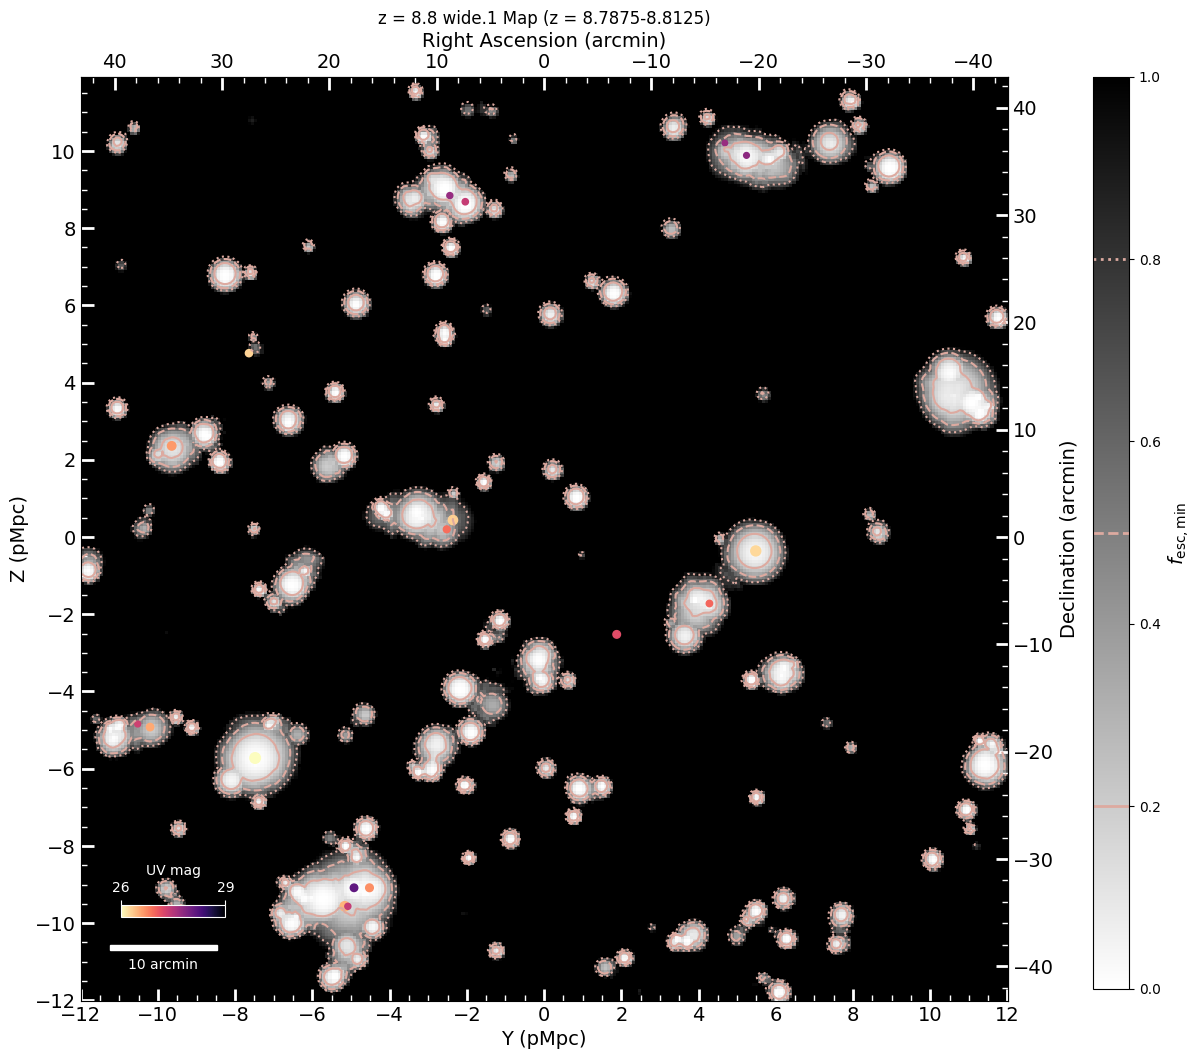 z = 8.8 wide.1 Map (z = 8.7875-8.8125)
Right Ascension (arcmin)
40 30 20 10 0 −10 −20 −30 −40
10
8
6
4
2
0
−2
−4
−6
−8
−10
−12
Z (pMpc)
−12 −10 −8 −6 −4 −2 0 2 4 6 8 10 12
Y (pMpc)
40
30
20
10
0
−10
−20
−30
−40
Declination (arcmin)
UV mag
26 29
10 arcmin
1.0
0.8
0.6
0.4
0.2
0.0
fesc,min